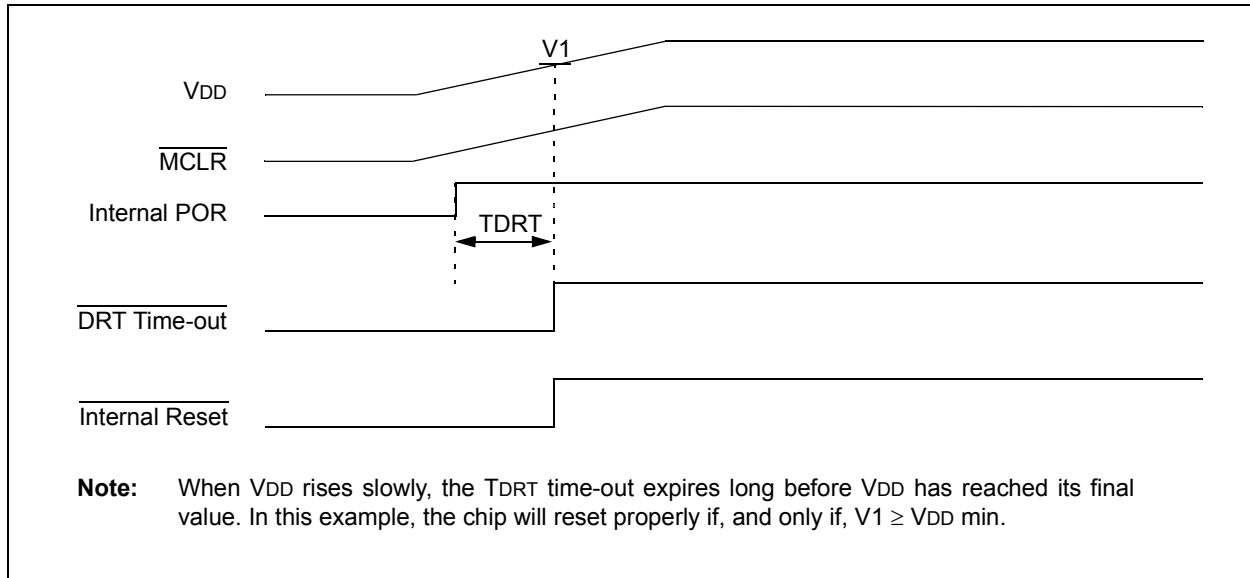 V1
VDD
MCLR
Internal POR
TDRT
DRT Time-out
Internal Reset
Note: When VDD rises slowly, the TDRT time-out expires long before VDD has reached its final
value. In this example, the chip will reset properly if, and only if, V1 ≥ VDD min.